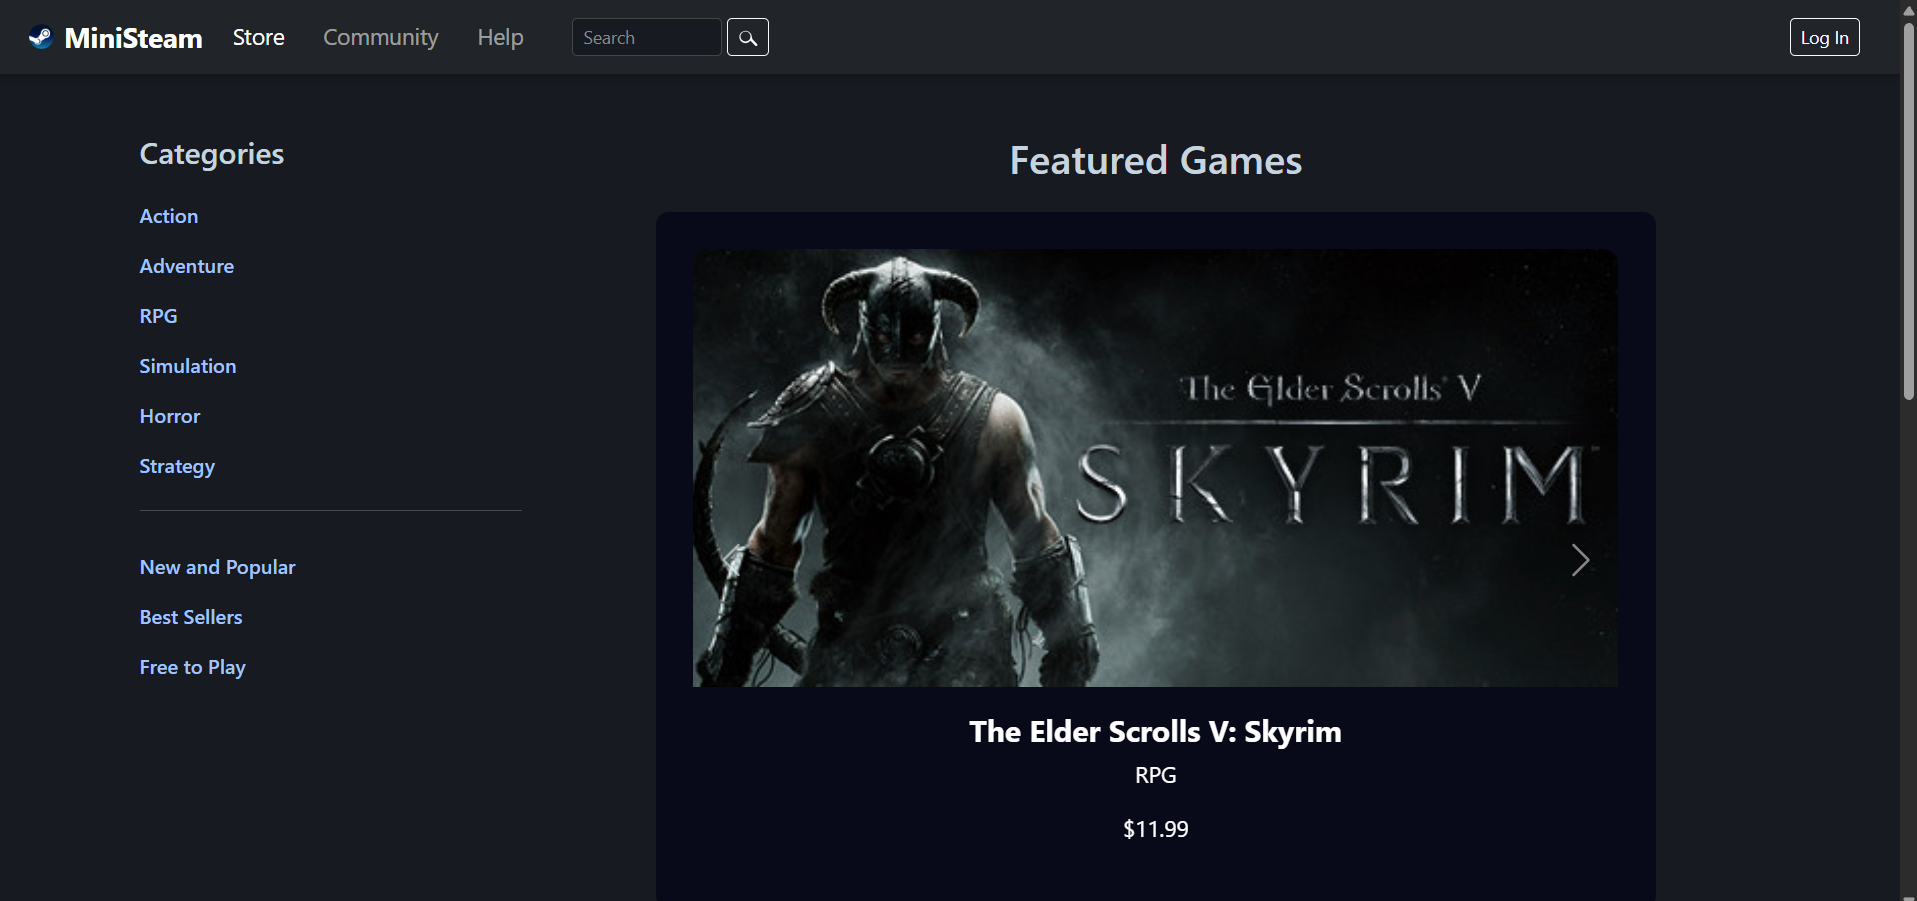 MiniSteam Store Community Help Search Log In
Categories
Action
Adventure
RPG
Simulation
Horror
Strategy
New and Popular
Best Sellers
Free to Play
Featured Games
The Elder Scrolls V
SKYRIM
The Elder Scrolls V: Skyrim
RPG
$11.99